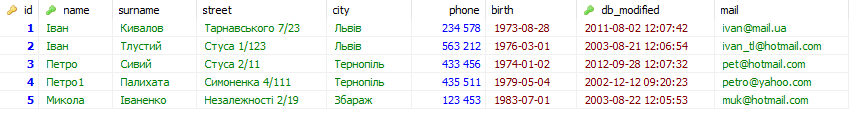 id name surname street city phone birth db_modified mail
1 Іван Кивалов Тарнавського 7/23 Львів 234 578 1973-08-28 2011-08-02 12:07:42 ivan@mail.ua
2 Іван Тлустий Стуса 1/123 Львів 563 212 1976-03-01 2003-08-21 12:06:54 ivan_tl@hotmail.com
3 Петро Сивий Стуса 2/11 Тернопіль 433 456 1974-01-02 2012-09-28 12:07:32 pet@hotmail.com
4 Петро1 Палихата Симоненка 4/111 Тернопіль 435 511 1979-05-04 2002-12-12 09:20:23 petro@yahoo.com
5 Микола Іваненко Незалежності 2/19 Збараж 123 453 1983-07-01 2003-08-22 12:05:53 muk@hotmail.com